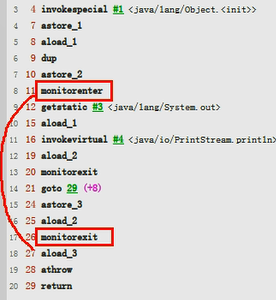 3 4 invokespecial #1 <java/lang/Object.<init>>
4 7 astore_1
5 8 aload_1
6 9 dup
7 10 astore_2
8 11 monitorenter
9 12 getstatic #3 <java/lang/System.out>
10 15 aload_1
11 16 invokevirtual #4 <java/io/PrintStream.println
12 19 aload_2
13 20 monitorexit
14 21 goto 29 (+8)
15 24 astore_3
16 25 aload_2
17 26 monitorexit
18 27 aload_3
19 28 athrow
20 29 return